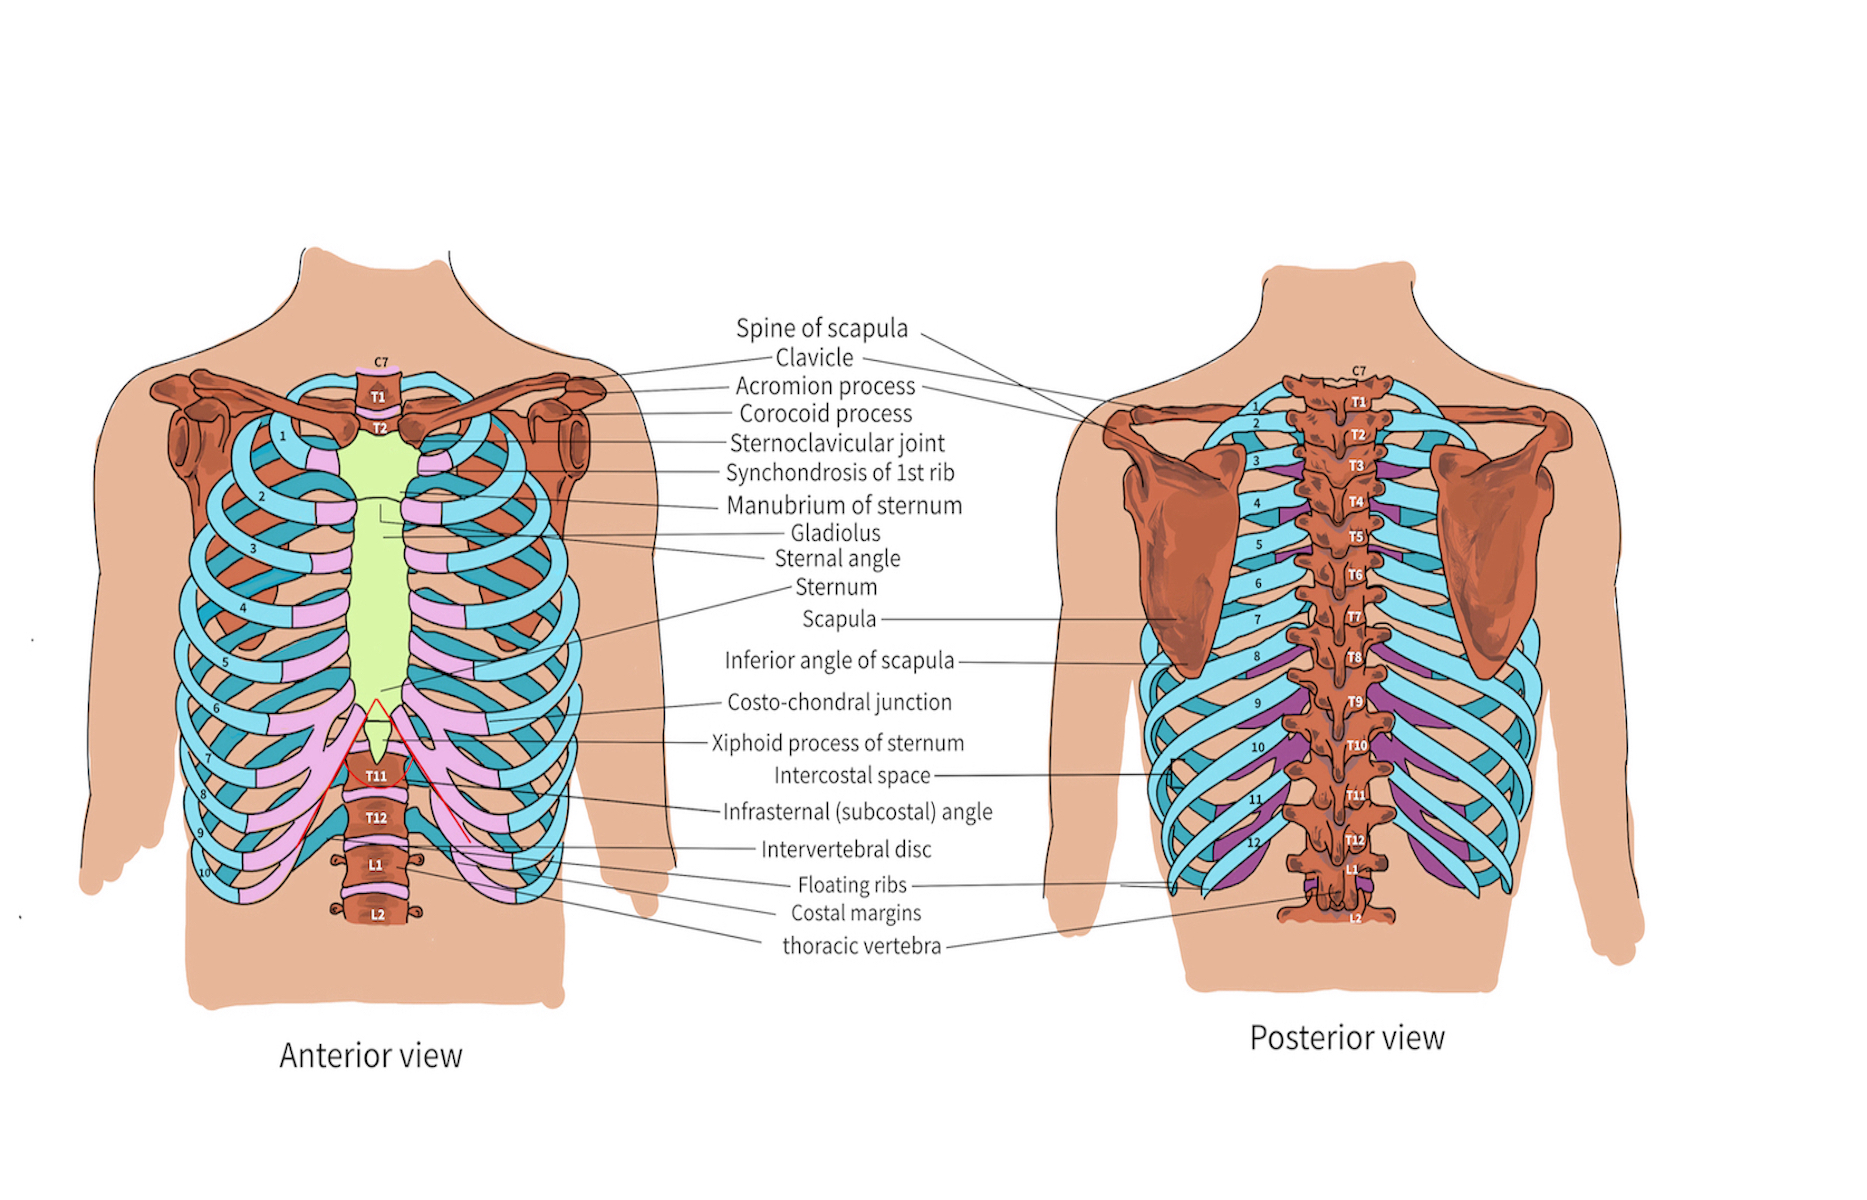 C7
T1
T2
1
2
3
4
5
6
7
8
9
10
T11
T12
L1
L2
Anterior view
Spine of scapula
Clavicle
Acromion process
Corocoid process
Sternoclavicular joint
Synchondrosis of 1st rib
Manubrium of sternum
Gladiolus
Sternal angle
Sternum
Scapula
Inferior angle of scapula
Costo-chondral junction
Xiphoid process of sternum
Intercostal space
Infrasternal (subcostal) angle
Intervertebral disc
Floating ribs
Costal margins
thoracic vertebra
C7
1 T1
2 T2
3 T3
4 T4
5 T5
6 T6
7 T7
8 T8
9 T9
10 T10
11 T11
12 T12
L1
L2
Posterior view